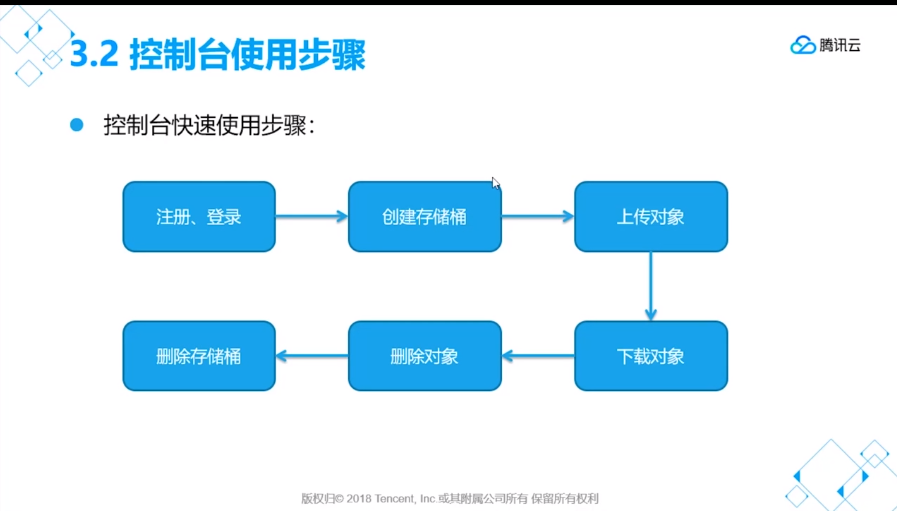 3.2 控制台使用步骤
腾讯云
控制台快速使用步骤：
注册、登录
创建存储桶
上传对象
下载对象
删除对象
删除存储桶
版权归© 2018 Tencent, Inc 或其附属公司所有 保留所有权利